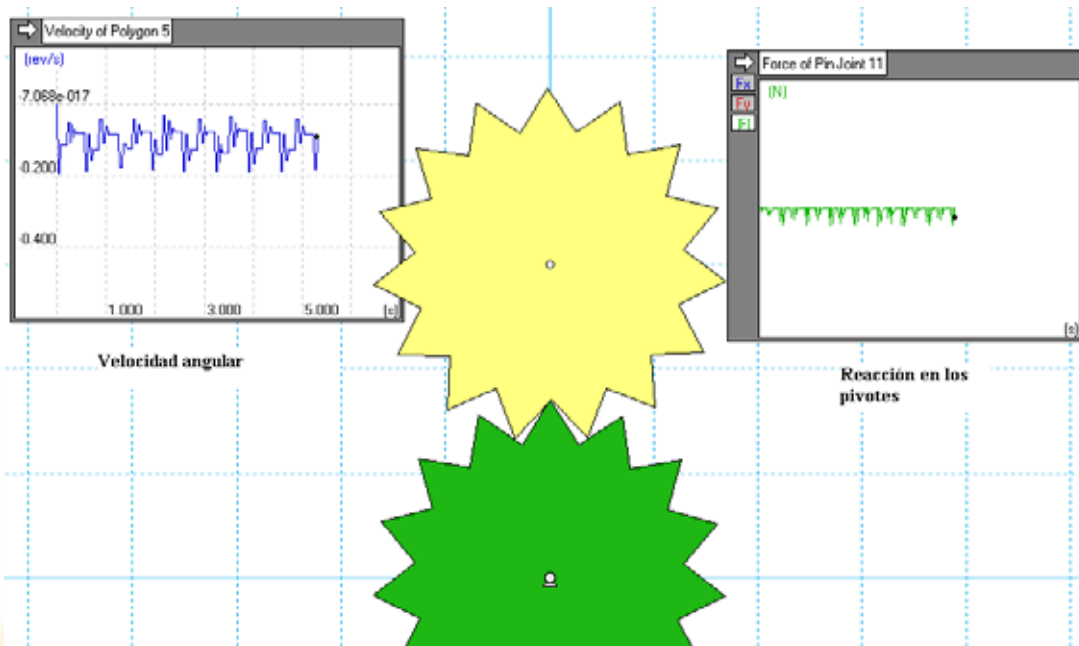 Velocity of Polygon 5
(rev/s)
-7.068e-017
-0.200
-0.400
1.000 3.000 5.000 (s)
Velocidad angular
Force of Pin Joint 11
Fx
Fy
|F|
(N)
(s)
Reacción en los
pivotes